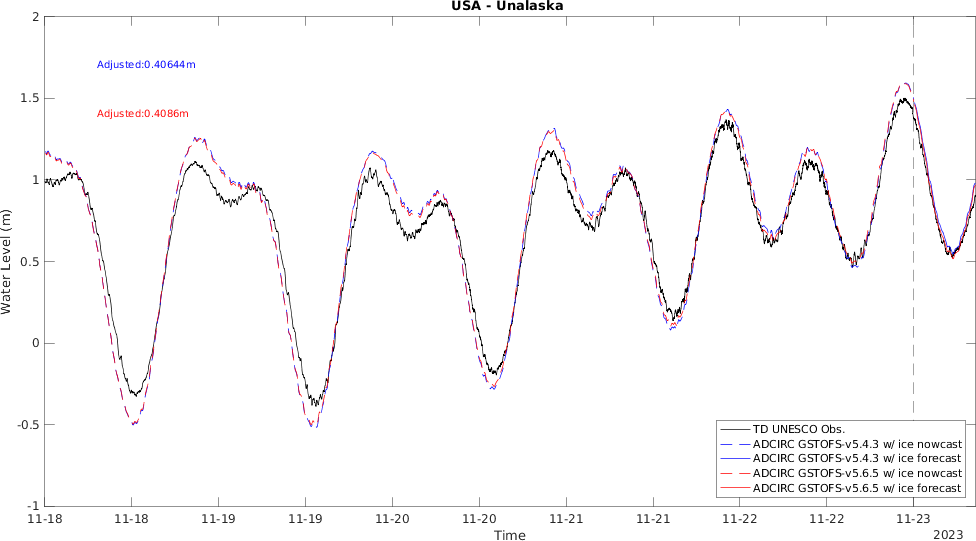 USA - Unalaska
2
Adjusted:0.40644m
1.5
Adjusted:0.4086m
1
Water Level (m)
0.5
0
-0.5
TD UNESCO Obs.
ADCIRC GSTOFS-v5.4.3 w/ ice nowcast
ADCIRC GSTOFS-v5.4.3 w/ ice forecast
ADCIRC GSTOFS-v5.6.5 w/ ice nowcast
ADCIRC GSTOFS-v5.6.5 w/ ice forecast
-1
11-18 11-18 11-19 11-19 11-20 11-20 11-21 11-21 11-22 11-22 11-23
Time
2023